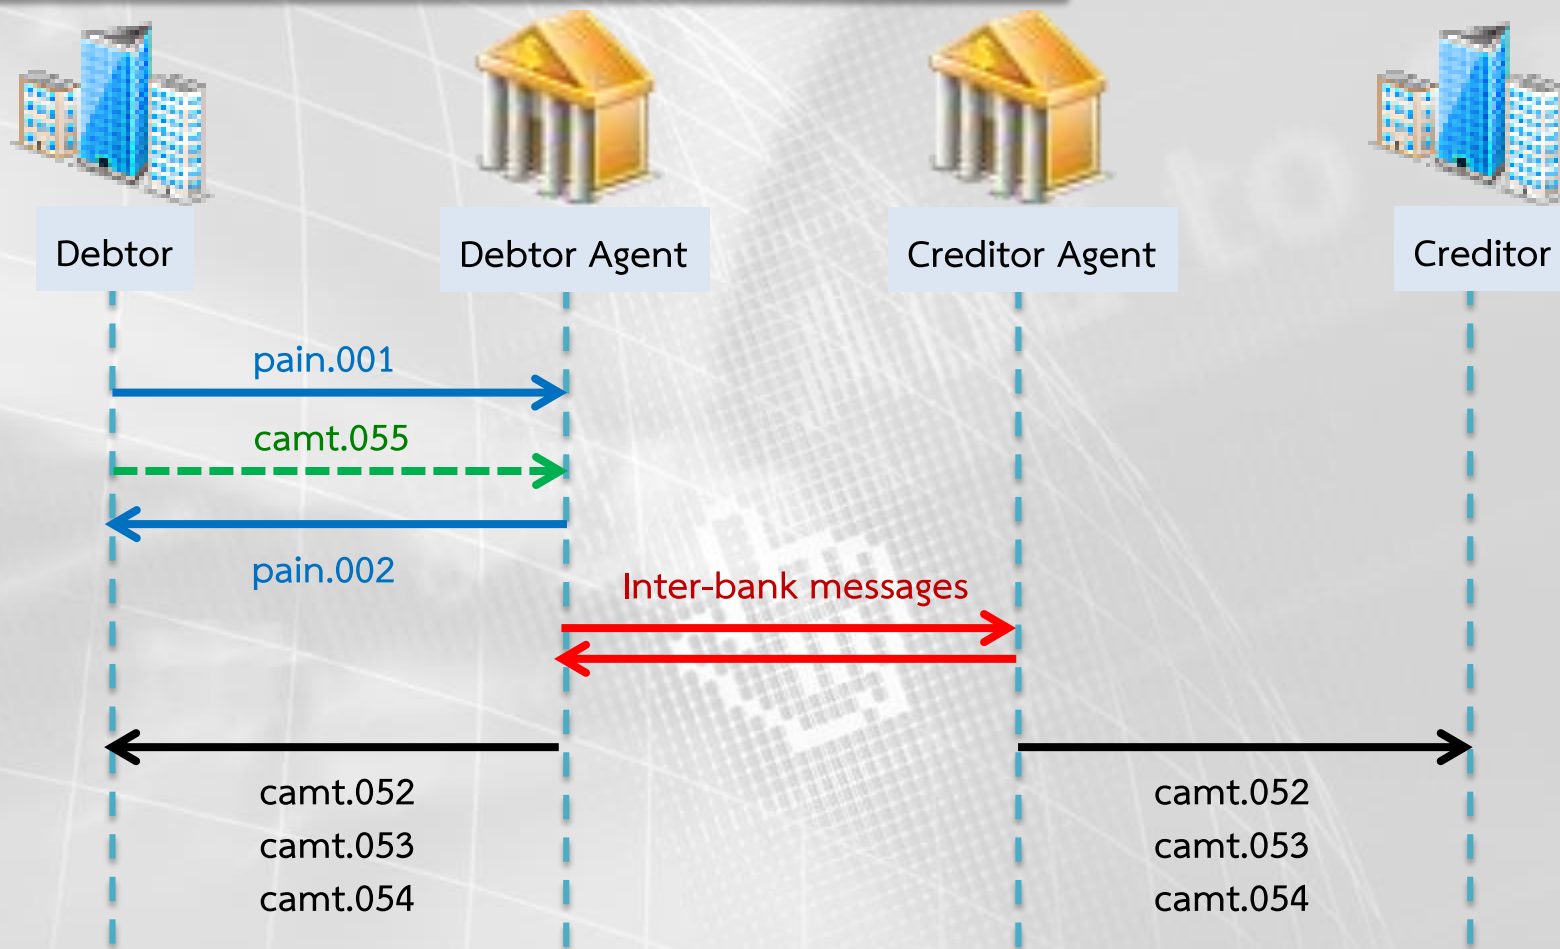 Debtor
Debtor Agent
Creditor Agent
Creditor
pain.001
camt.055
pain.002
Inter-bank messages
camt.052
camt.053
camt.054
camt.052
camt.053
camt.054